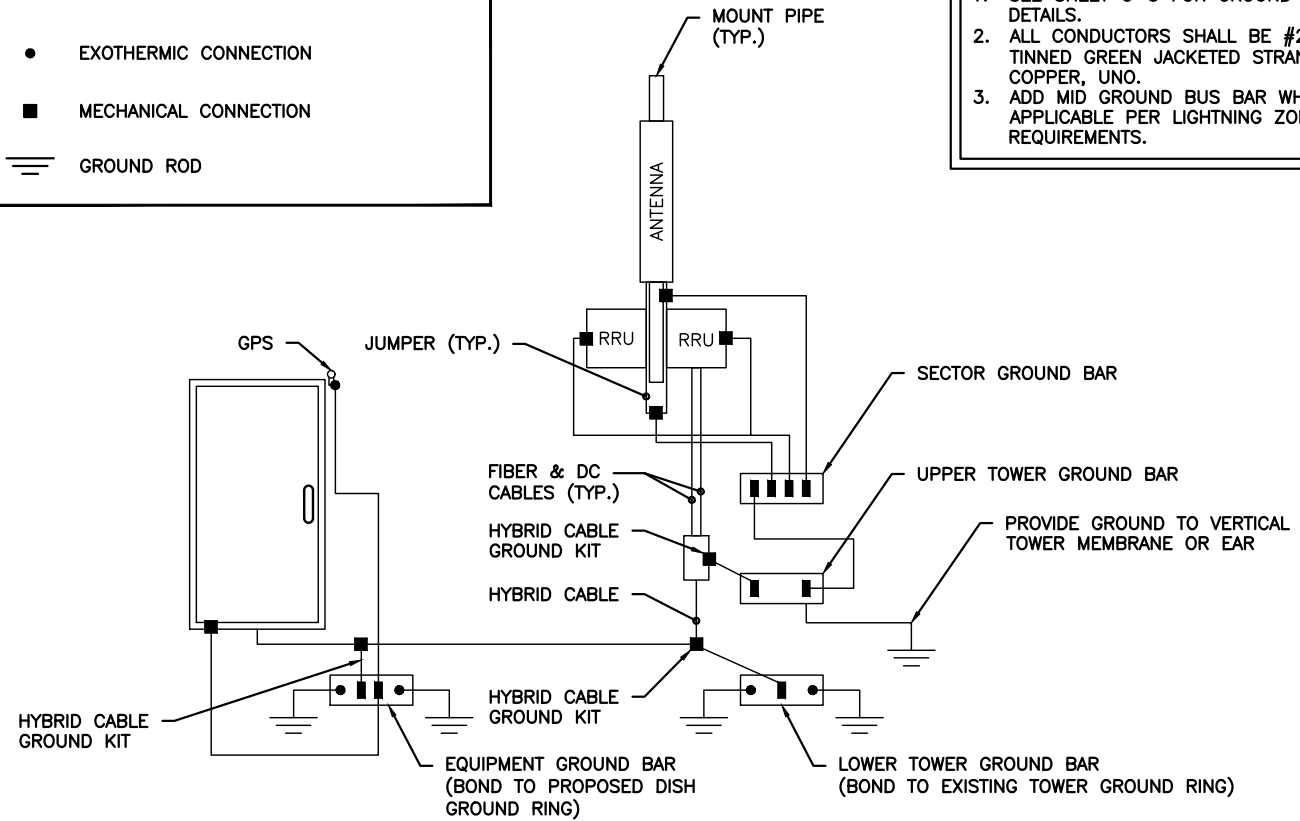 EXOTHERMIC CONNECTION
MECHANICAL CONNECTION
GROUND ROD
MOUNT PIPE
(TYP.)
DETAILS.
2. ALL CONDUCTORS SHALL BE #2
TINNED GREEN JACKETED
COPPER, UNO.
3. ADD MID GROUND BUS BAR
APPLICABLE PER LIGHTNING
REQUIREMENTS.
ANTENNA
RRU
RRU
GPS
JUMPER (TYP.)
SECTOR GROUND BAR
FIBER & DC
CABLES (TYP.)
UPPER TOWER GROUND BAR
HYBRID CABLE
GROUND KIT
PROVIDE GROUND TO VERTICAL
TOWER MEMBRANE OR EAR
HYBRID CABLE
HYBRID CABLE
GROUND KIT
HYBRID CABLE
GROUND KIT
EQUIPMENT GROUND BAR
(BOND TO PROPOSED DISH
GROUND RING)
LOWER TOWER GROUND BAR
(BOND TO EXISTING TOWER GROUND RING)